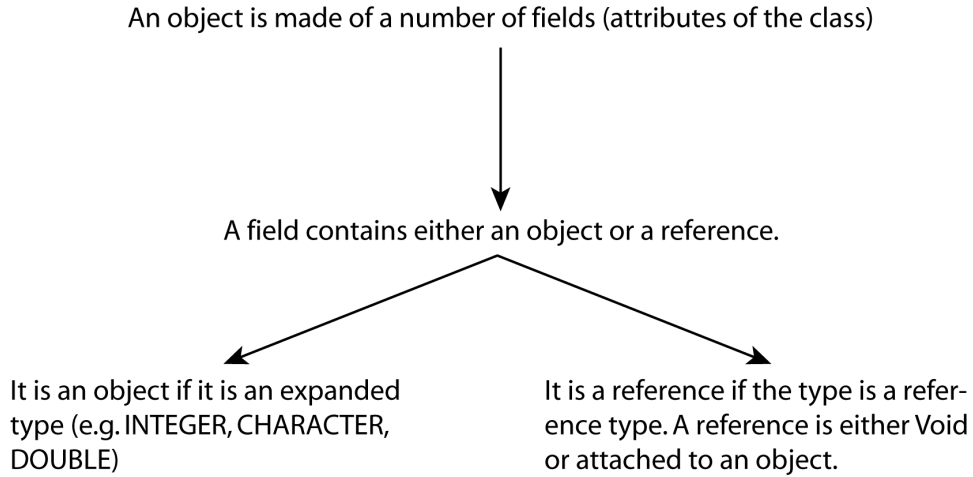 An object is made of a number of fields (attributes of the class)
A field contains either an object or a reference.
It is an object if it is an expanded
type (e.g. INTEGER, CHARACTER,
DOUBLE)
It is a reference if the type is a refer-
ence type. A reference is either Void
or attached to an object.